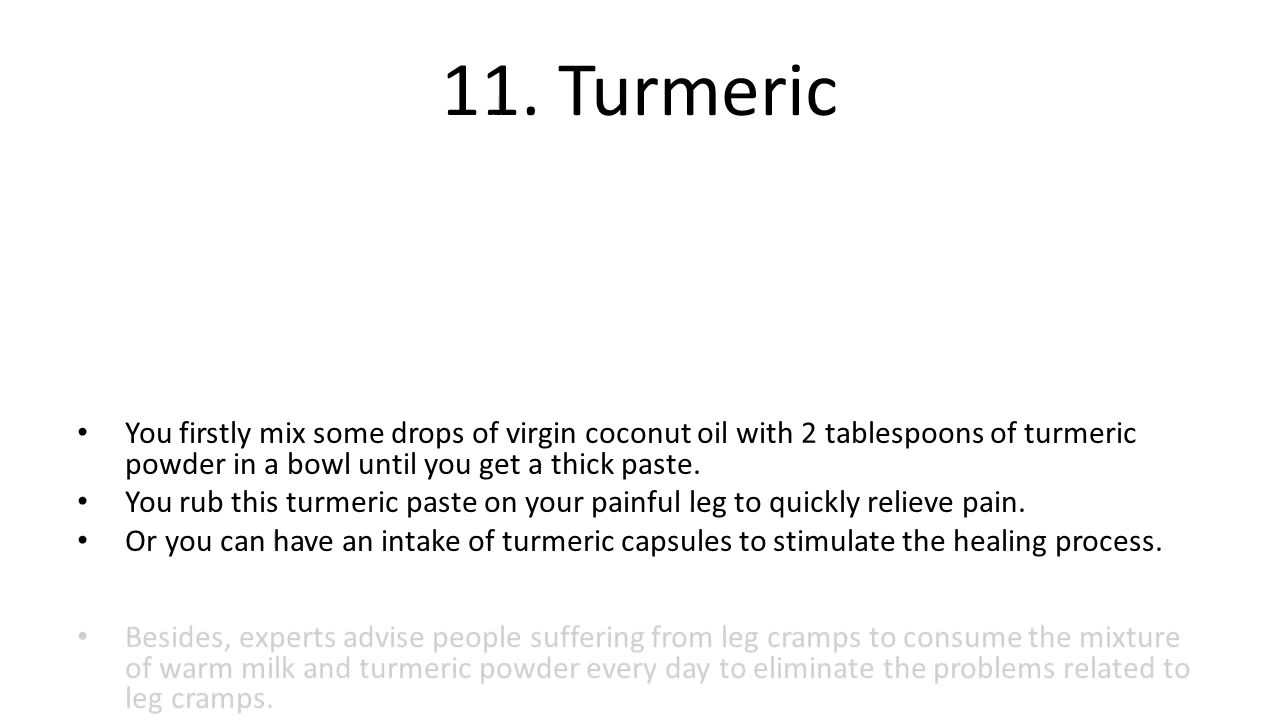 11. Turmeric
• You firstly mix some drops of virgin coconut oil with 2 tablespoons of turmeric
powder in a bowl until you get a thick paste.
• You rub this turmeric paste on your painful leg to quickly relieve pain.
• Or you can have an intake of turmeric capsules to stimulate the healing process.
• Besides, experts advise people suffering from leg cramps to consume the mixture
of warm milk and turmeric powder every day to eliminate the problems related to
leg cramps.